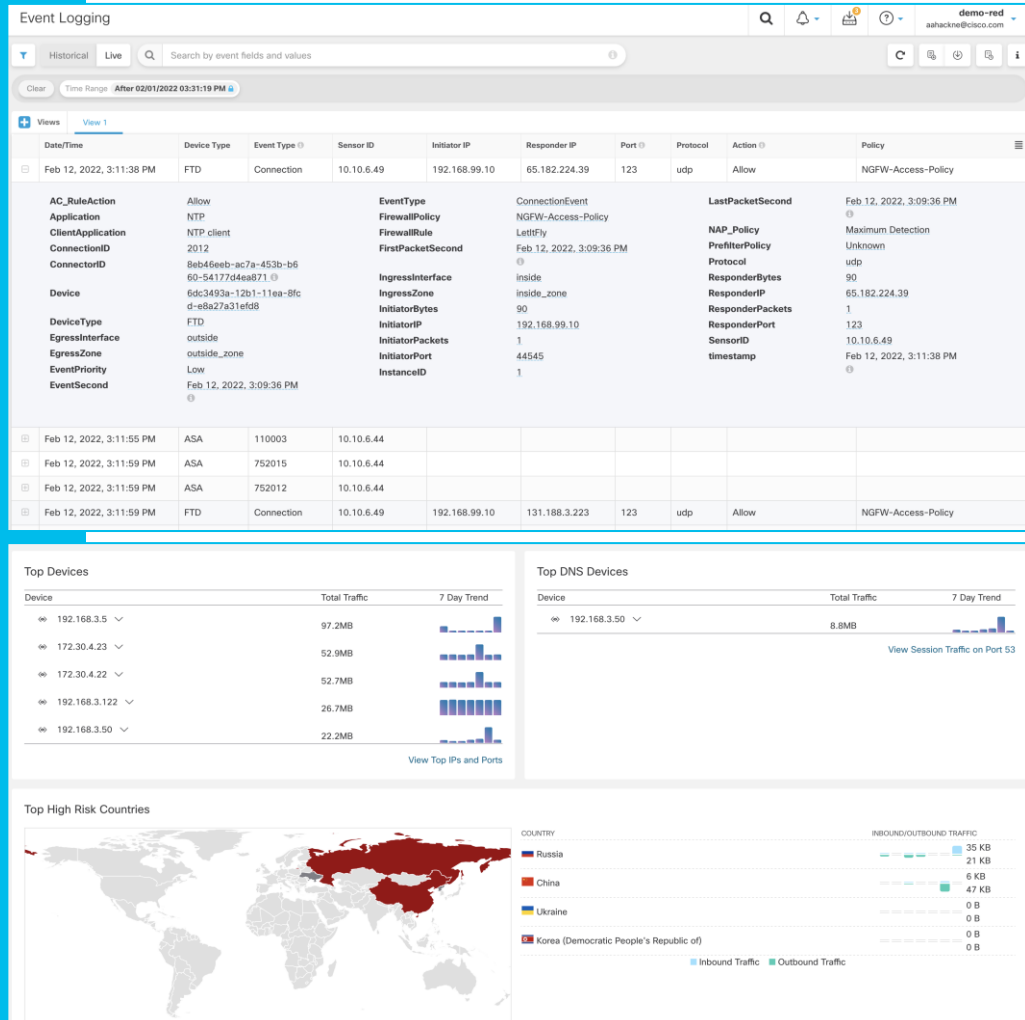 Event Logging
3
demo-red
aahackne@cisco.com
Historical Live Search by event fields and values
Clear Time Range After 02/01/2022 03:31:19 PM
Views View 1
Date/Time Device Type Event Type Sensor ID Initiator IP Responder IP Port Protocol Action Policy
Feb 12, 2022, 3:11:38 PM FTD Connection 10.10.6.49 192.168.99.10 65.182.224.39 123 udp Allow NGFW-Access-Policy
AC_RuleAction Allow
Application NTP
ClientApplication NTP client
ConnectionID 2012
ConnectorID 8eb46eeb-ac7a-453b-b6
60-54177d4ea871
Device 6dc3493a-12b1-11ea-8fc
d-e8a27a31efd8
DeviceType FTD
EgressInterface outside
EgressZone outside_zone
EventPriority Low
EventSecond Feb 12, 2022, 3:09:36 PM
EventType ConnectionEvent
FirewallPolicy NGFW-Access-Policy
FirewallRule LetItFly
FirstPacketSecond Feb 12, 2022, 3:09:36 PM
IngressInterface inside
IngressZone inside_zone
InitiatorBytes 90
InitiatorIP 192.168.99.10
InitiatorPackets 1
InitiatorPort 44545
InstanceID 1
LastPacketSecond Feb 12, 2022, 3:09:36 PM
NAP_Policy Maximum Detection
PrefilterPolicy Unknown
Protocol udp
ResponderBytes 90
ResponderIP 65.182.224.39
ResponderPackets 1
ResponderPort 123
SensorID 10.10.6.49
timestamp Feb 12, 2022, 3:11:38 PM
Feb 12, 2022, 3:11:55 PM ASA 110003 10.10.6.44
Feb 12, 2022, 3:11:59 PM ASA 752015 10.10.6.44
Feb 12, 2022, 3:11:59 PM ASA 752012 10.10.6.44
Feb 12, 2022, 3:11:59 PM FTD Connection 10.10.6.49 192.168.99.10 131.188.3.223 123 udp Allow NGFW-Access-Policy
Top Devices
Device Total Traffic 7 Day Trend
192.168.3.5 97.2MB
172.30.4.23 52.9MB
172.30.4.22 52.7MB
192.168.3.122 26.7MB
192.168.3.50 22.2MB
View Top IPs and Ports
Top DNS Devices
Device Total Traffic 7 Day Trend
192.168.3.50 8.8MB
View Session Traffic on Port 53
Top High Risk Countries
COUNTRY INBOUND/OUTBOUND TRAFFIC
Russia 35 KB
21 KB
China 6 KB
47 KB
Ukraine 0 B
0 B
Korea (Democratic People's Republic of) 0 B
0 B
Inbound Traffic Outbound Traffic